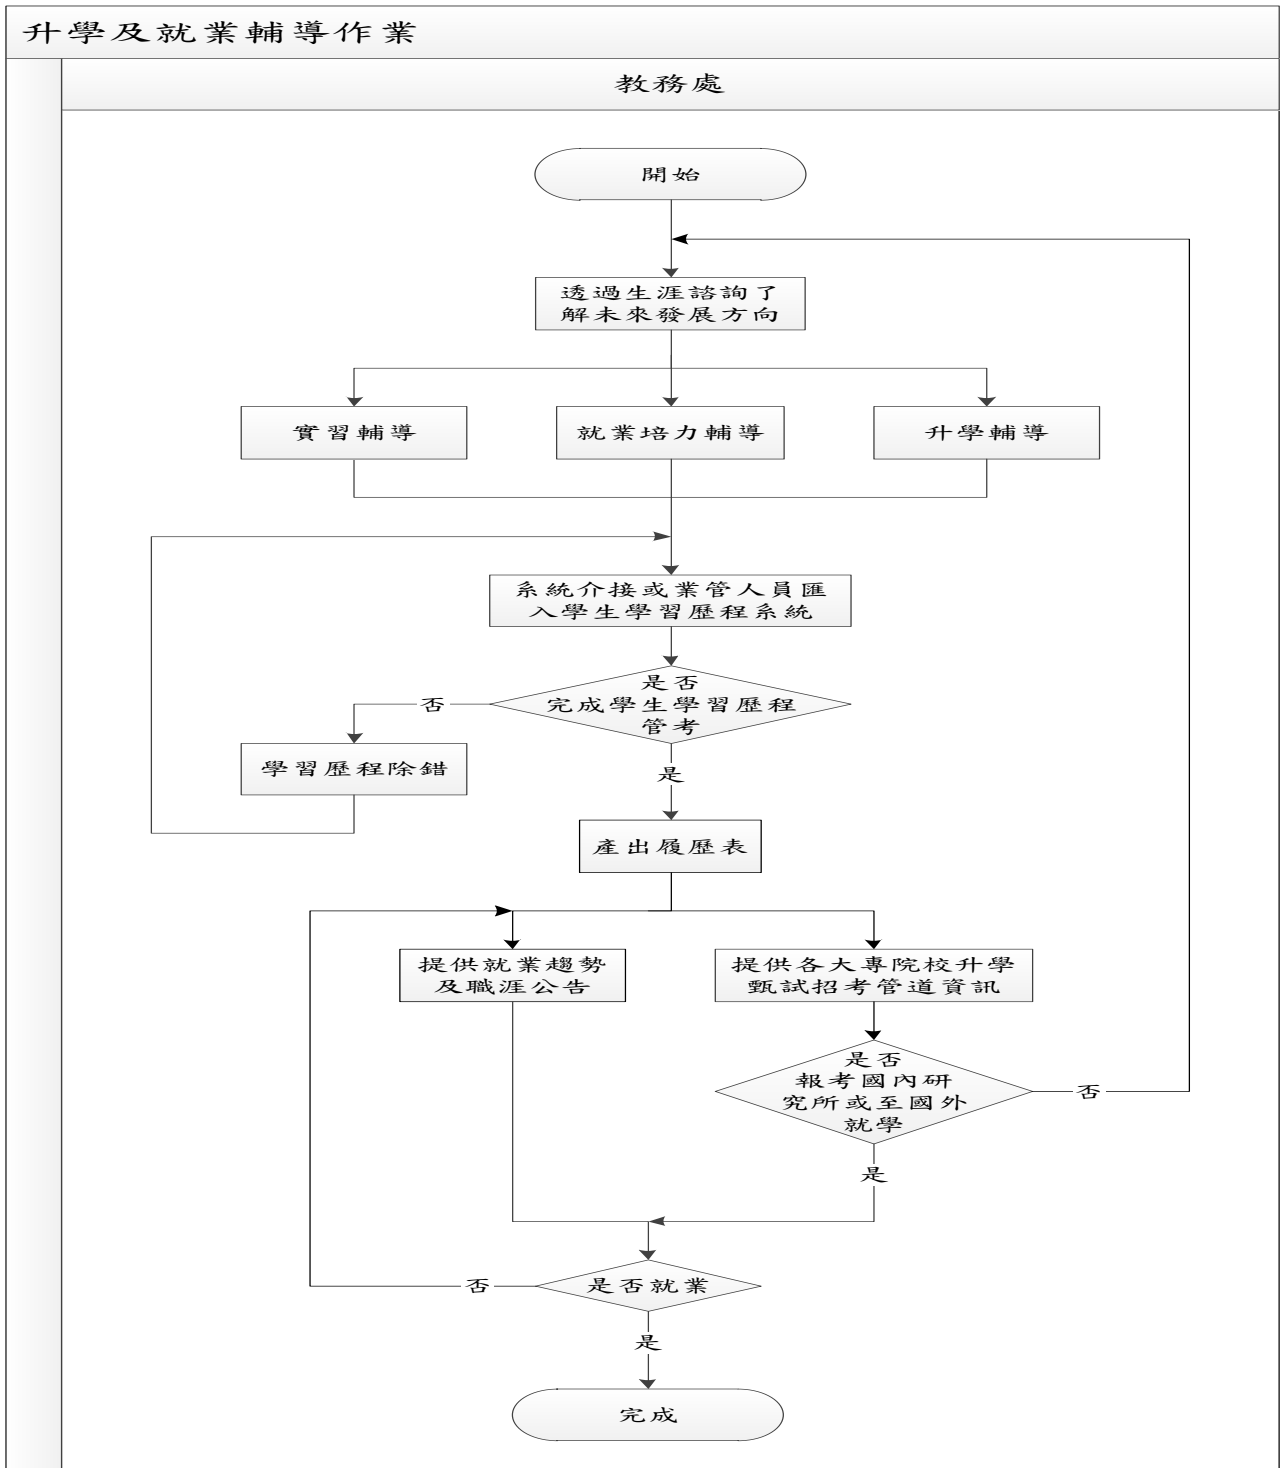 升學及就業輔導作業
教務處
開始
透過生涯諮詢了
解未來發展方向
實習輔導
就業培力輔導
升學輔導
系統介接或業管人員匯
入學生學習歷程系統
是否
完成學生學習歷程
管考
否
學習歷程除錯
是
產出履歷表
提供就業趨勢
及職涯公告
提供各大專院校升學
甄試招考管道資訊
是否
報考國內研
究所或至國外
就學
否
是
是否就業
否
是
完成